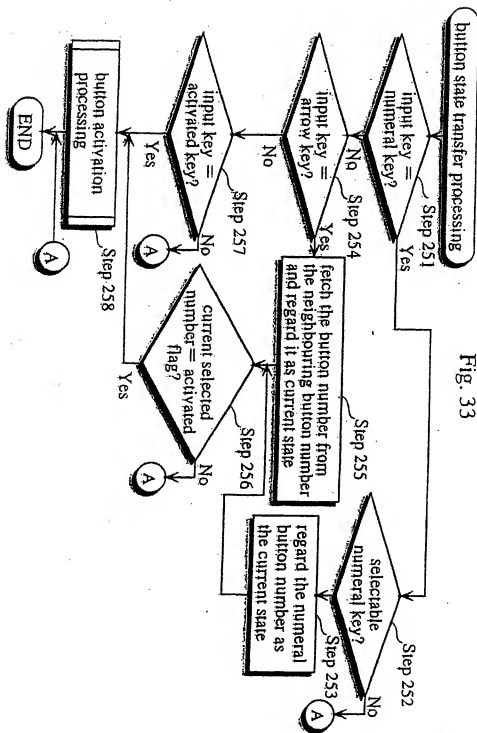 Fig. 33
button state transfer processing
Step 251
input key =
numeral key?
Yes
No
Step 252
selectable
numeral key?
No
A
Step 253
regard the numeral
button number as
the current state
Step 254
input key =
arrow key?
Yes
No
Step 255
fetch the button number from
the neighbouring button number
and regard it as current state
Step 256
current selected
number = activated
flag?
No
A
Yes
Step 257
input key =
activated key?
No
A
Yes
Step 258
button activation
processing
A
END